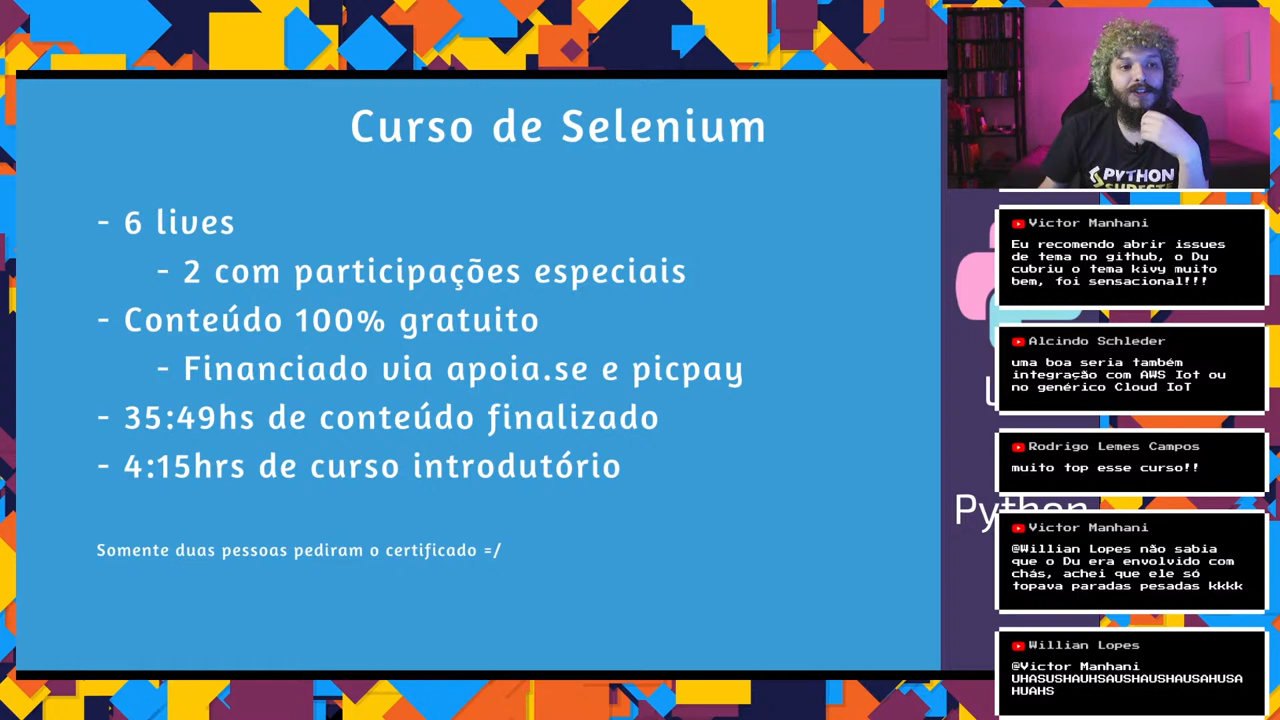 Curso de Selenium
- 6 lives
- 2 com participações especiais
- Conteúdo 100% gratuito
- Financiado via apoia.se e picpay
- 35:49hs de conteúdo finalizado
- 4:15hrs de curso introdutório
Somente duas pessoas pediram o certificado =/
PYTHON
SUDESTE
Python
Victor Manhani
Eu recomendo abrir issues
de tema no github, o Du
cubriu o tema kivy muito
bem, foi sensacional!!!
Alcindo Schleder
uma boa seria também
integração com AWS Iot ou
no genérico Cloud IoT
Rodrigo Lemes Campos
muito top esse curso!!
Victor Manhani
@Willian Lopes não sabia
que o Du era envolvido com
chás, achei que ele só
topava paradas pesadas kkkk
Willian Lopes
@Victor Manhani
UHASUSHAUHSAUSHAUSHAUSAHUSA
HUAHS